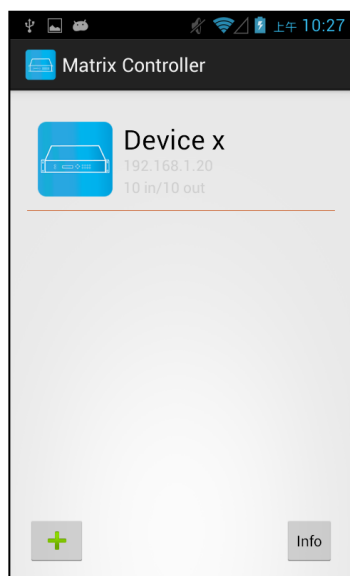 上午 10:27
Matrix Controller
Device x
192.168.1.20
10 in/10 out
Info